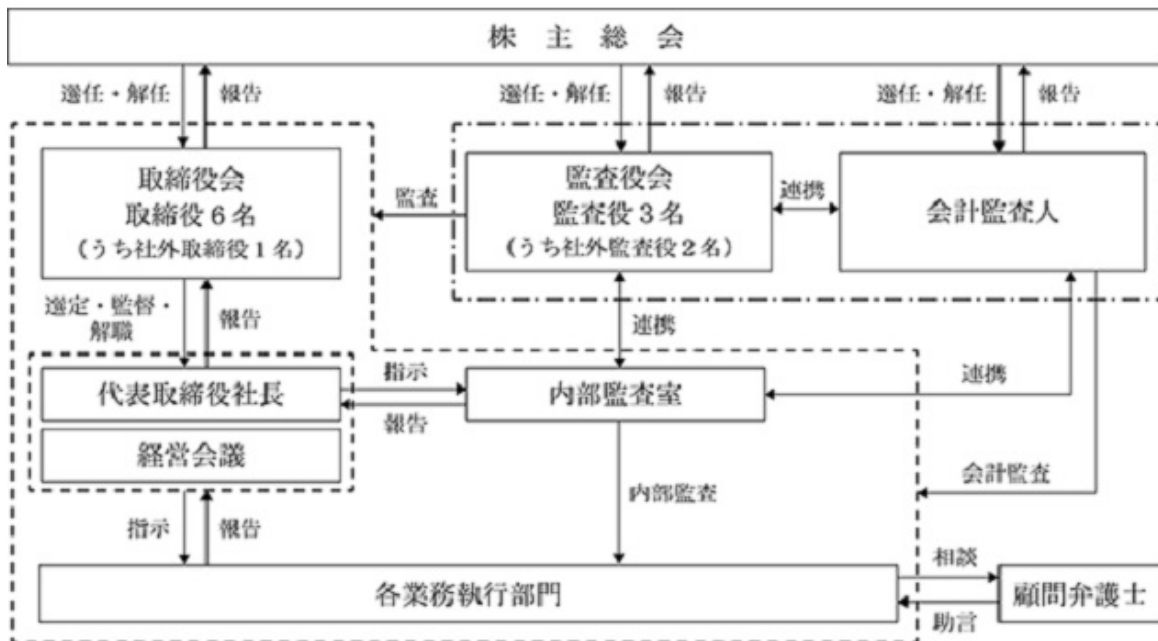 株主総会
選任・解任
報告
選任・解任
報告
選任・解任
報告
取締役会
取締役6名
（うち社外取締役1名）
監査
監査役会
監査役3名
（うち社外監査役2名）
連携
会計監査人
選定・監督・
解職
報告
連携
代表取締役社長
指示
報告
内部監査室
連携
経営会議
指示
報告
内部監査
会計監査
各業務執行部門
相談
助言
顧問弁護士